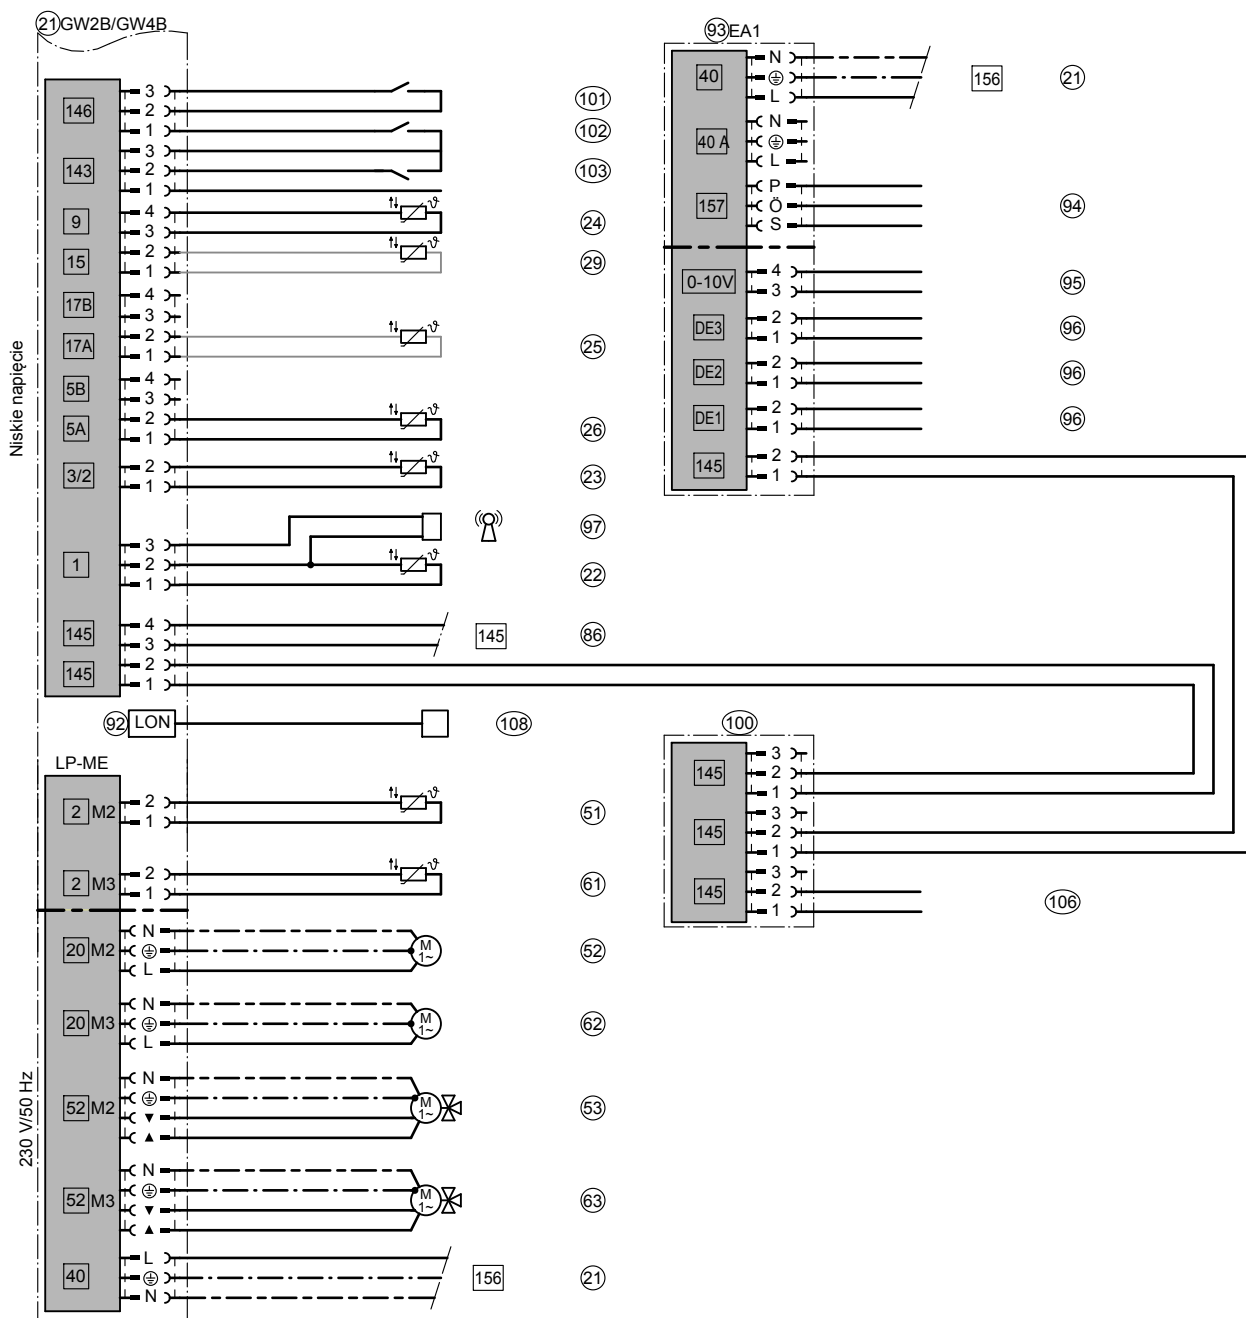 21 GW2B/GW4B
Niskie napięcie
146
3
2
1
101
102
143
3
2
1
103
9
4
3
24
15
2
1
29
17B
4
3
17A
2
1
25
5B
4
3
5A
2
1
26
3/2
2
1
23
97
1
3
2
1
22
145
4
3
145
86
145
2
1
92 LON
108
LP-ME
2 M2
2
1
51
2 M3
2
1
61
230 V/50 Hz
20 M2
N
L
M
1~
52
20 M3
N
L
M
1~
62
52 M2
N
▼
▲
M
1~
53
52 M3
N
▼
▲
M
1~
63
40
L
N
156
21
93 EA1
40
N
L
156
21
40 A
N
L
157
P
Ö
S
94
0-10V
4
3
95
DE3
2
1
96
DE2
2
1
96
DE1
2
1
96
145
2
1
100
145
3
2
1
145
3
2
1
145
3
2
1
106